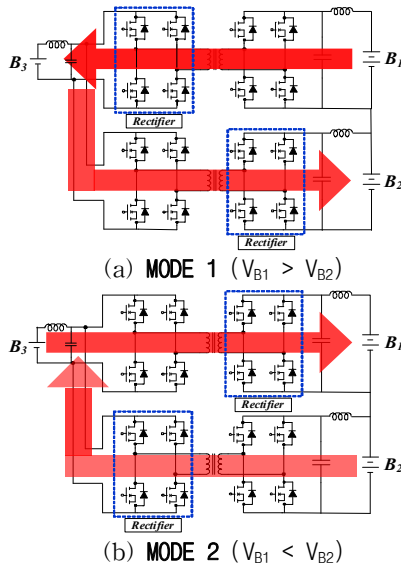 B3
B1
Rectifier
B2
Rectifier
(a) MODE 1 (VB1 > VB2)
B3
B1
Rectifier
B2
Rectifier
(b) MODE 2 (VB1 < VB2)